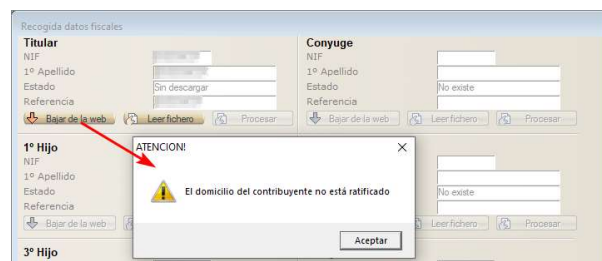 Recogida datos fiscales
Titular
NIF
1º Apellido
Estado
Sin descargar
Referencia
Bajar de la web
Leer fichero
Procesar
Conyuge
NIF
1º Apellido
Estado
No existe
Referencia
Bajar de la web
Leer fichero
Procesar
1º Hijo
NIF
1º Apellido
Estado
Referencia
Bajar de la web
No existe
Leer fichero
Procesar
ATENCION!
El domicilio del contribuyente no está ratificado
Aceptar
3º Hijo